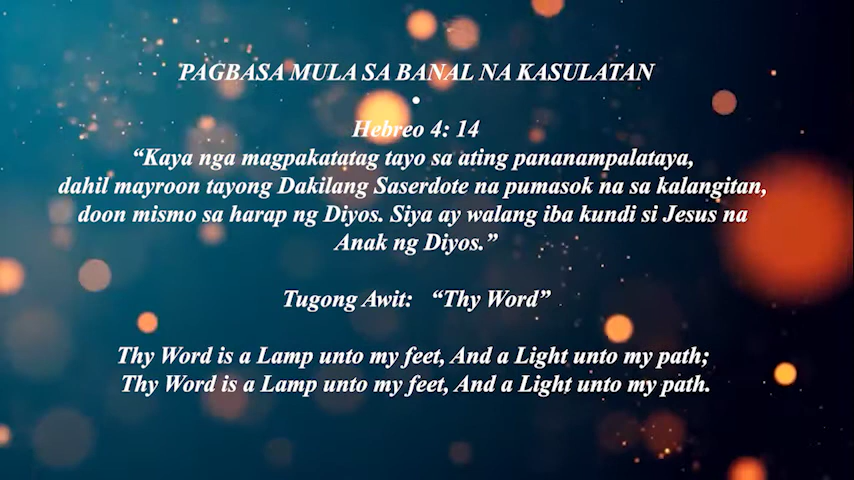 PAGBASA MULA SA BANAL NA KASULATAN
•
Hebreo 4: 14
“Kaya nga magpakatatag tayo sa ating pananampalataya,
dahil mayroon tayong Dakilang Saserdote na pumasok na sa kalangitan,
doon mismo sa harap ng Diyos. Siya ay walang iba kundi si Jesus na
Anak ng Diyos.”
Tugong Awit: “Thy Word”
Thy Word is a Lamp unto my feet, And a Light unto my path;
Thy Word is a Lamp unto my feet, And a Light unto my path.